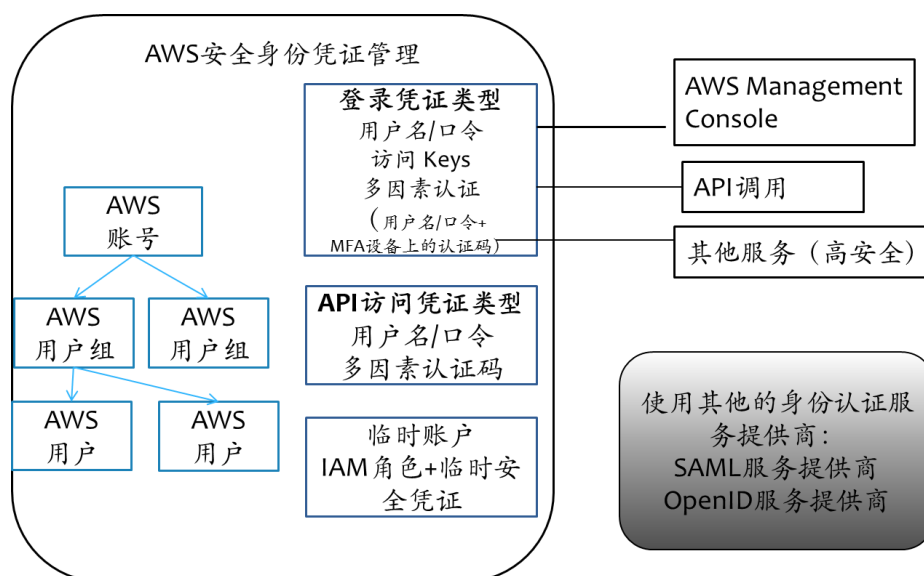 AWS安全身份凭证管理
登录凭证类型
用户名/口令
访问 Keys
多因素认证
（用户名/口令+
MFA设备上的认证码）
AWS
账号
AWS
用户组
AWS
用户组
AWS
用户
AWS
用户
API访问凭证类型
用户名/口令
多因素认证码
临时账户
IAM角色+临时安
全凭证
AWS Management
Console
API调用
其他服务（高安全）
使用其他的身份认证服
务提供商：
SAML服务提供商
OpenID服务提供商